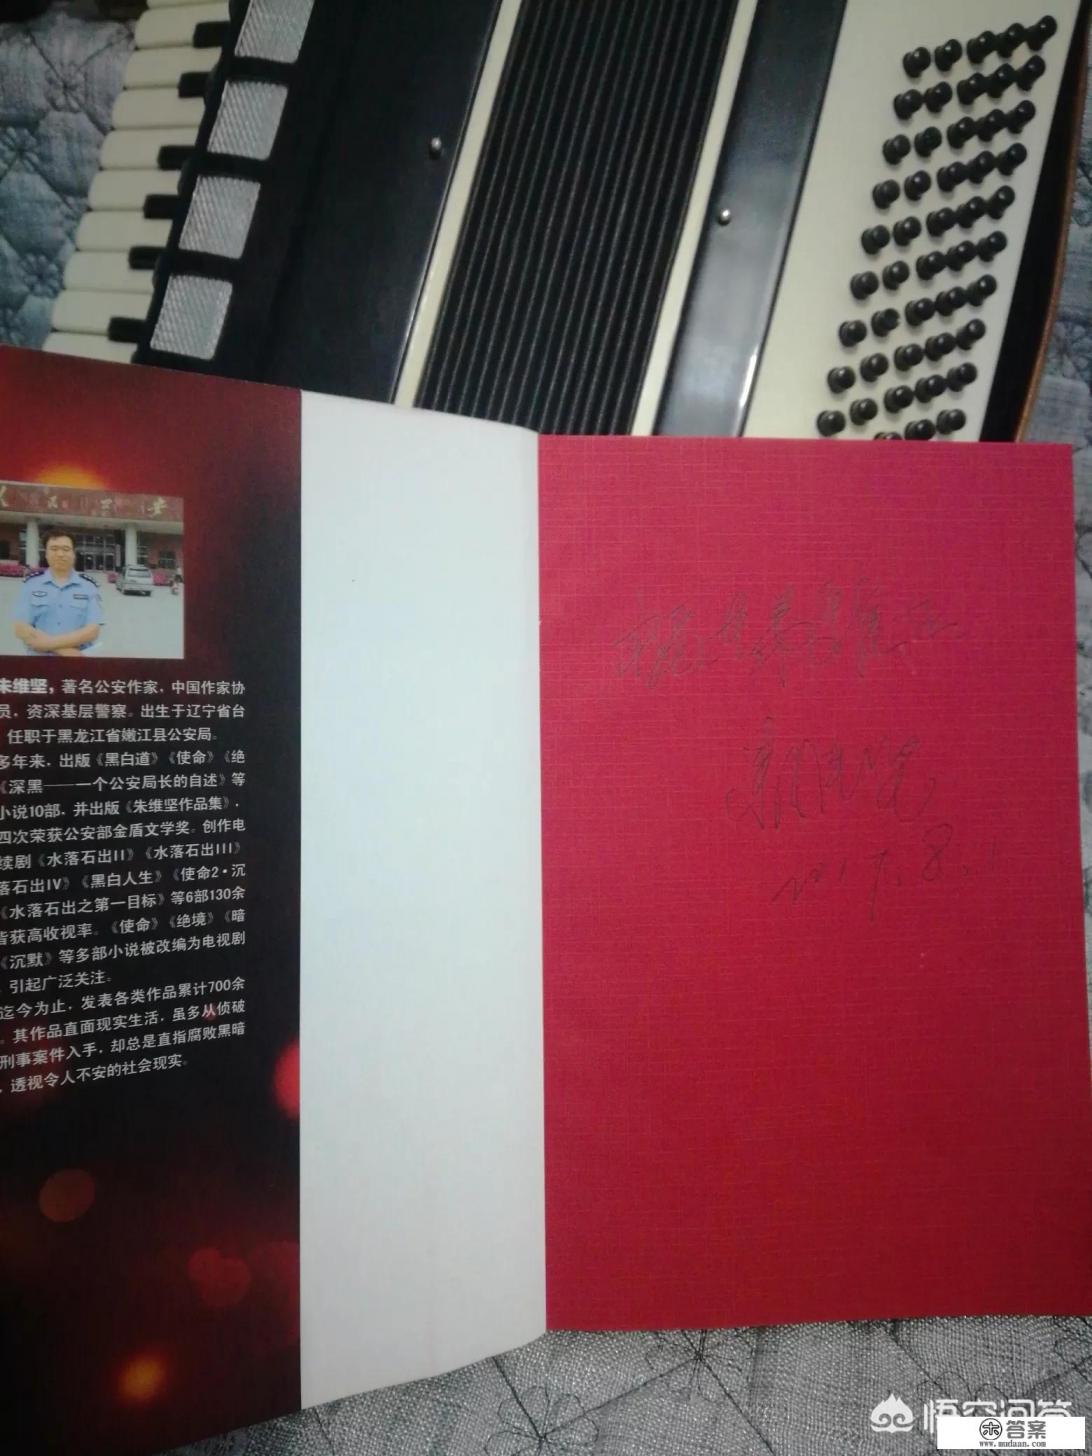 朱维坚，著名公安作家，中国作家协
员，资深基层警察。出生于辽宁省台
任职于黑龙江省嫩江县公安局。
多年来，出版《黑白道》《使命》《绝
《深黑——一个公安局长的自述》等
小说10部，并出版《朱维坚作品集》，
四次荣获公安部金盾文学奖。创作电
续剧《水落石出II》《水落石出III》
落石出IV》《黑白人生》《使命2·沉
《水落石出之第一目标》等6部130余
皆获高收视率。《使命》《绝境》《暗
《沉默》等多部小说被改编为电视剧
，引起广泛关注。
迄今为止，发表各类作品累计700余
。其作品直面现实生活，虽多从侦破
刑事案件入手，却总是直指腐败黑暗
，透视令人不安的社会现实。
悟空问答
木答案
www.mudaan.com